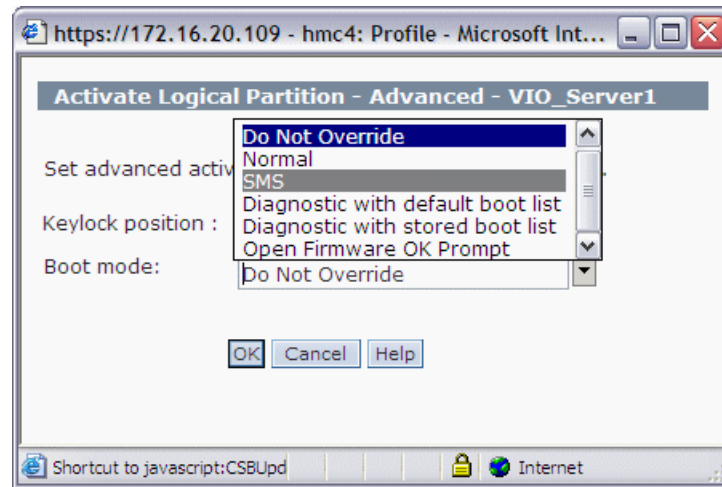 https://172.16.20.109 - hmc4: Profile - Microsoft Int...
Activate Logical Partition - Advanced - VIO_Server1
Set advanced activ
.
Keylock position :
Do Not Override
Normal
SMS
Diagnostic with default boot list
Diagnostic with stored boot list
Open Firmware OK Prompt
Boot mode:
Do Not Override
OK
Cancel
Help
Shortcut to javascript:CSBUpd
Internet